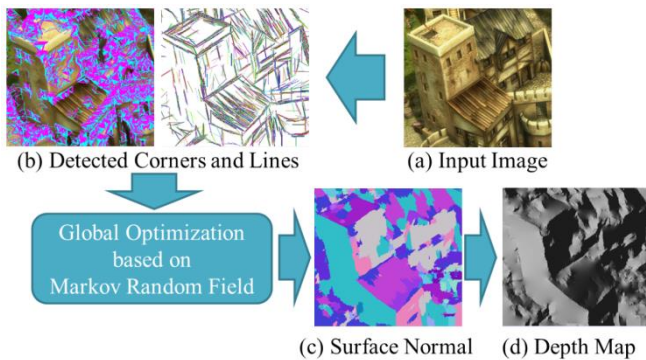 (b) Detected Corners and Lines
(a) Input Image
Global Optimization
based on
Markov Random Field
(c) Surface Normal
(d) Depth Map